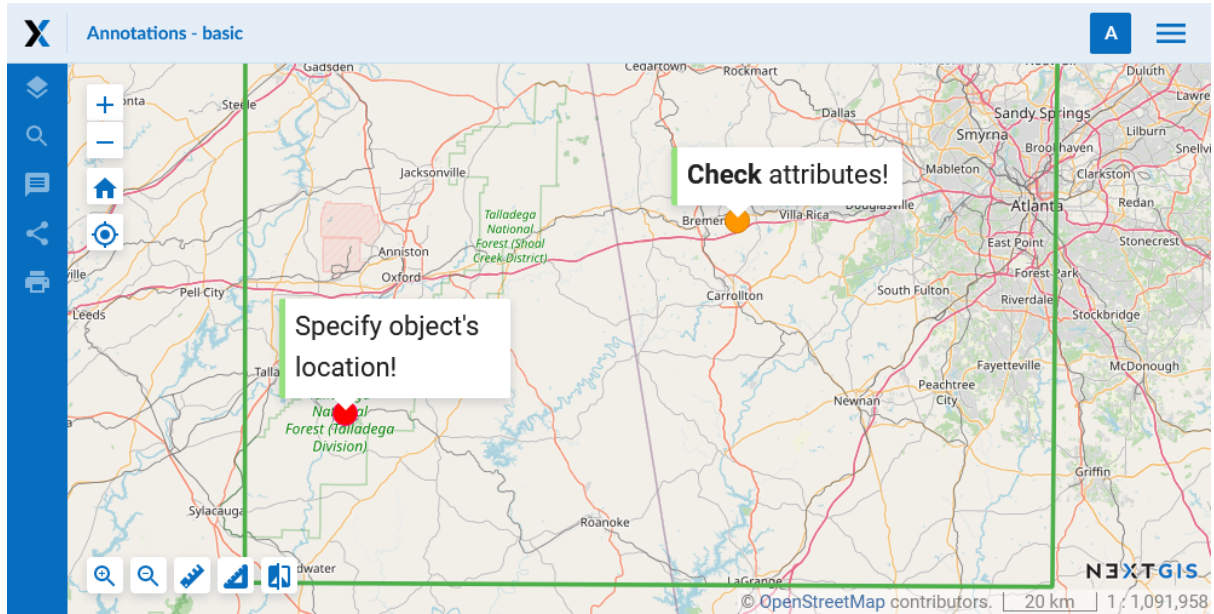 Annotations - basic
A
Gadsden
Cedartown
Rockmart
Duluth
Steele
Dallas
Sandy Springs
Lawre
Smyrna
Lilburn
Brookhaven
Snellvi
Jacksonville
Check attributes!
Mableton
Clarkston
Redan
Talladega
National
Forest (Shoal
Creek District)
Bremen
Villa Rica
Douglasville
Atlanta
Anniston
East Point
Stonecrest
Oxford
Forest Park
Pell City
Carrollton
South Fulton
Riverdale
Leeds
Stockbridge
Specify object's
location!
Fayetteville
McDonough
Talla
Peachtree
City
Newnan
National
Forest (Talladega
Division)
Griffin
Sylacauga
Roanoke
dwater
LaGrange
NEXTGIS
© OpenStreetMap contributors.
20 km
1 : 1,091,958